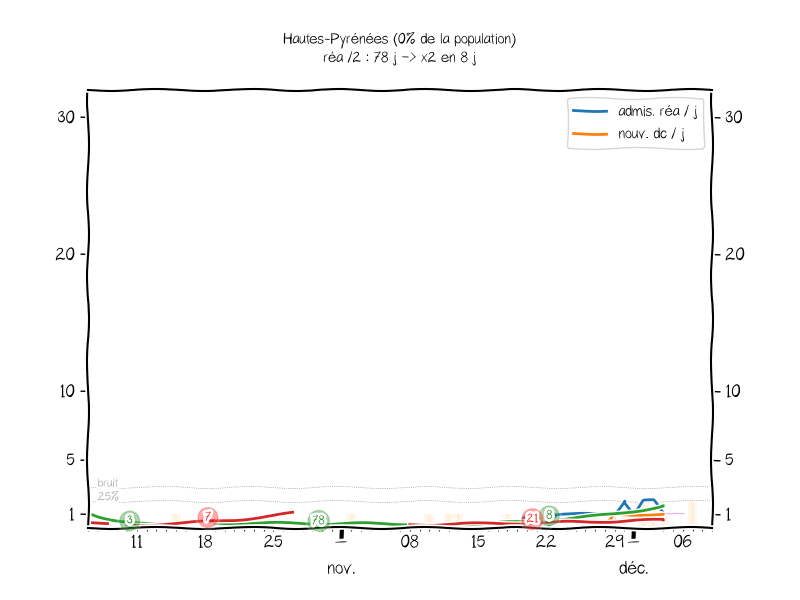 Hautes-Pyrénées (0% de la population)
réa /2 : 78 j -> x2 en 8 j
admis. réa / j
nouv. dc / j
30 30
20 20
10 10
5 5
bruit
25%
1 1
3 7 78 21 8
11 18 25 1 08 15 22 29 1 06
nov. déc.